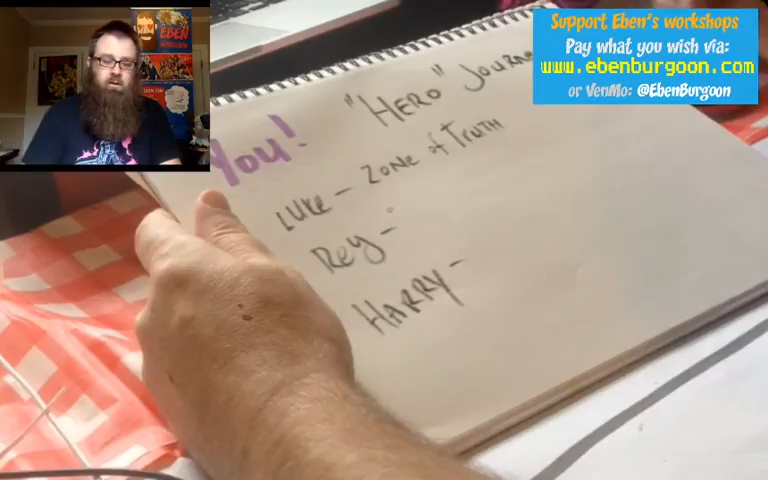 Support Eben's workshops
Pay what you wish via:
www.ebenburgoon.com
or VenMo: @EbenBurgoon
EBEN
"HERO" Journe
You!
Luke - Zone of Truth
Rey -
HARRY -